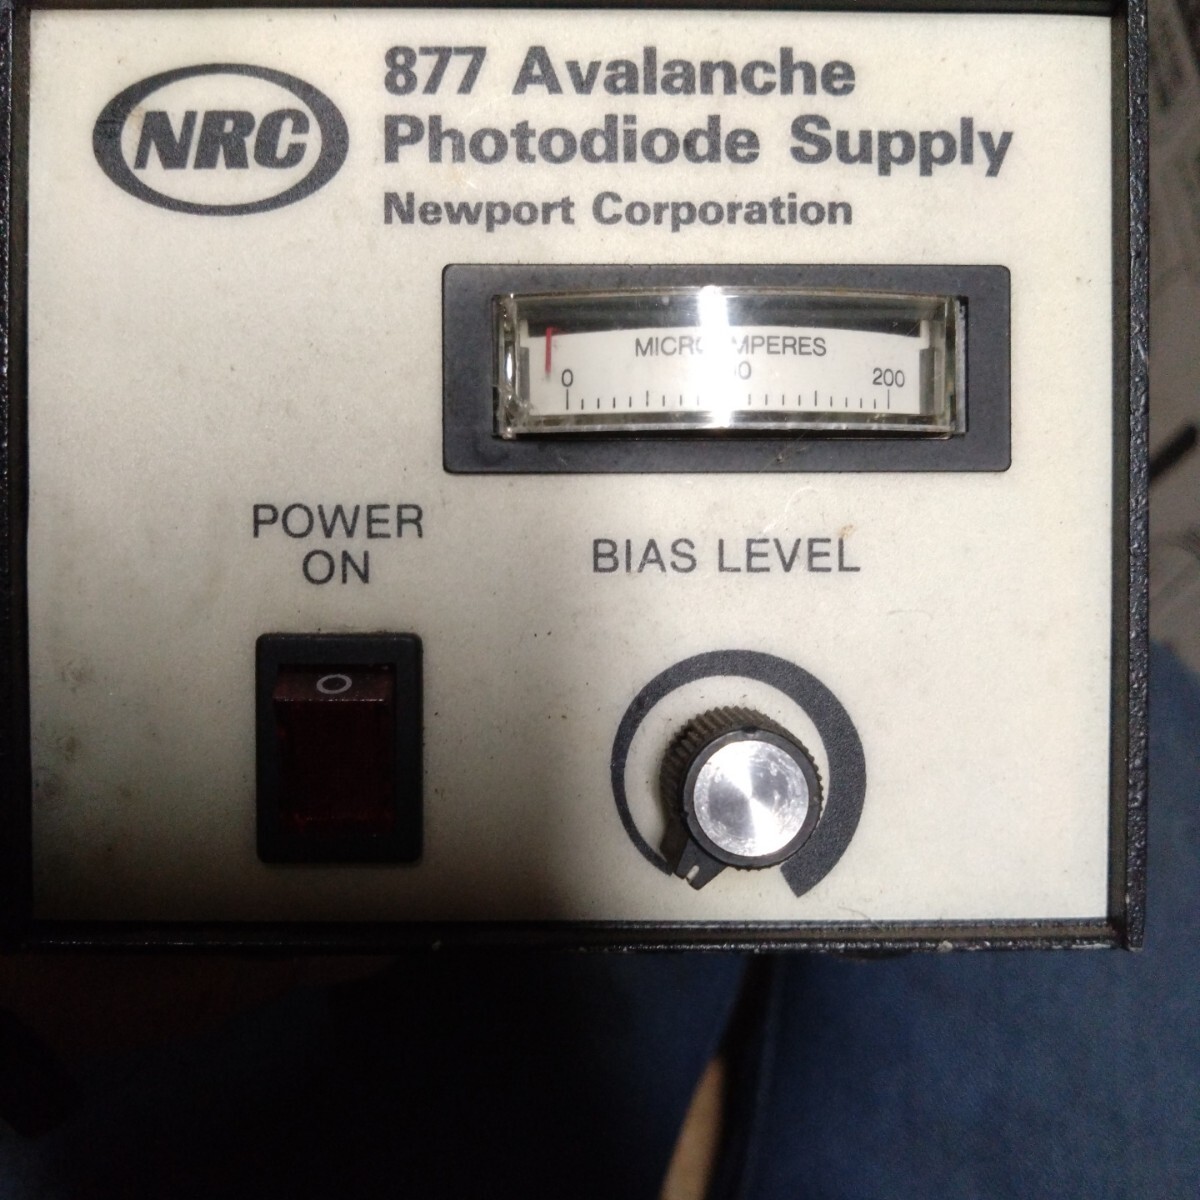 NRC
877 Avalanche
Photodiode Supply
Newport Corporation
0 200
POWER
ON
BIAS LEVEL
O